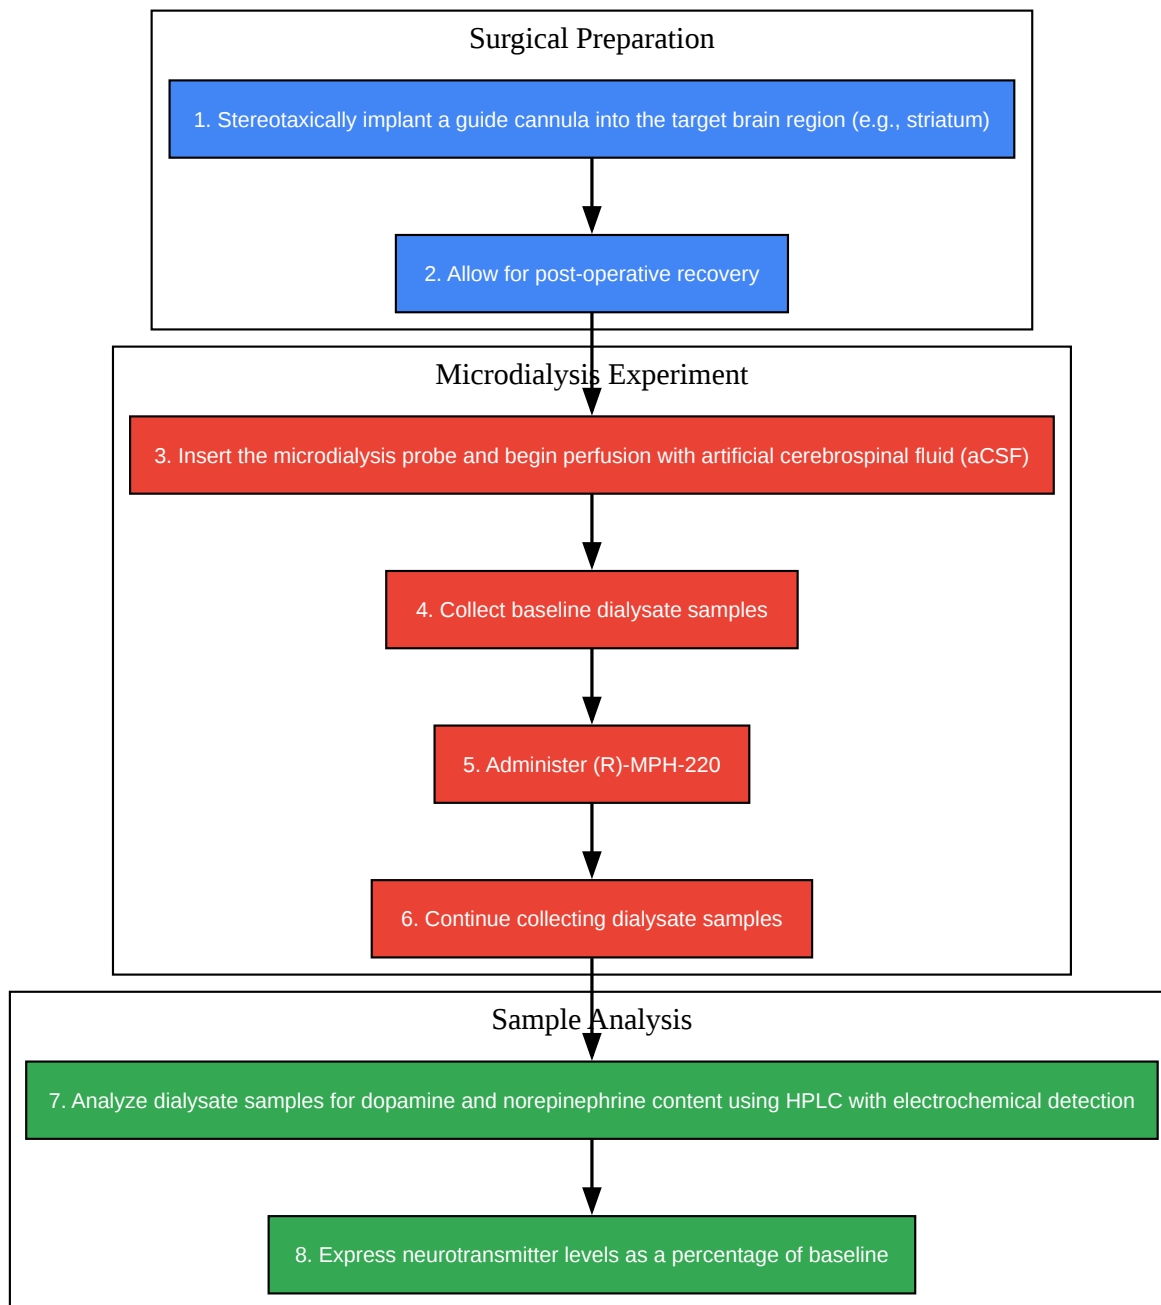 Surgical Preparation
1. Stereotaxically implant a guide cannula into the target brain region (e.g., striatum)
2. Allow for post-operative recovery
Microdialysis Experiment
3. Insert the microdialysis probe and begin perfusion with artificial cerebrospinal fluid (aCSF)
4. Collect baseline dialysate samples
5. Administer (R)-MPH-220
6. Continue collecting dialysate samples
Sample Analysis
7. Analyze dialysate samples for dopamine and norepinephrine content using HPLC with electrochemical detection
8. Express neurotransmitter levels as a percentage of baseline